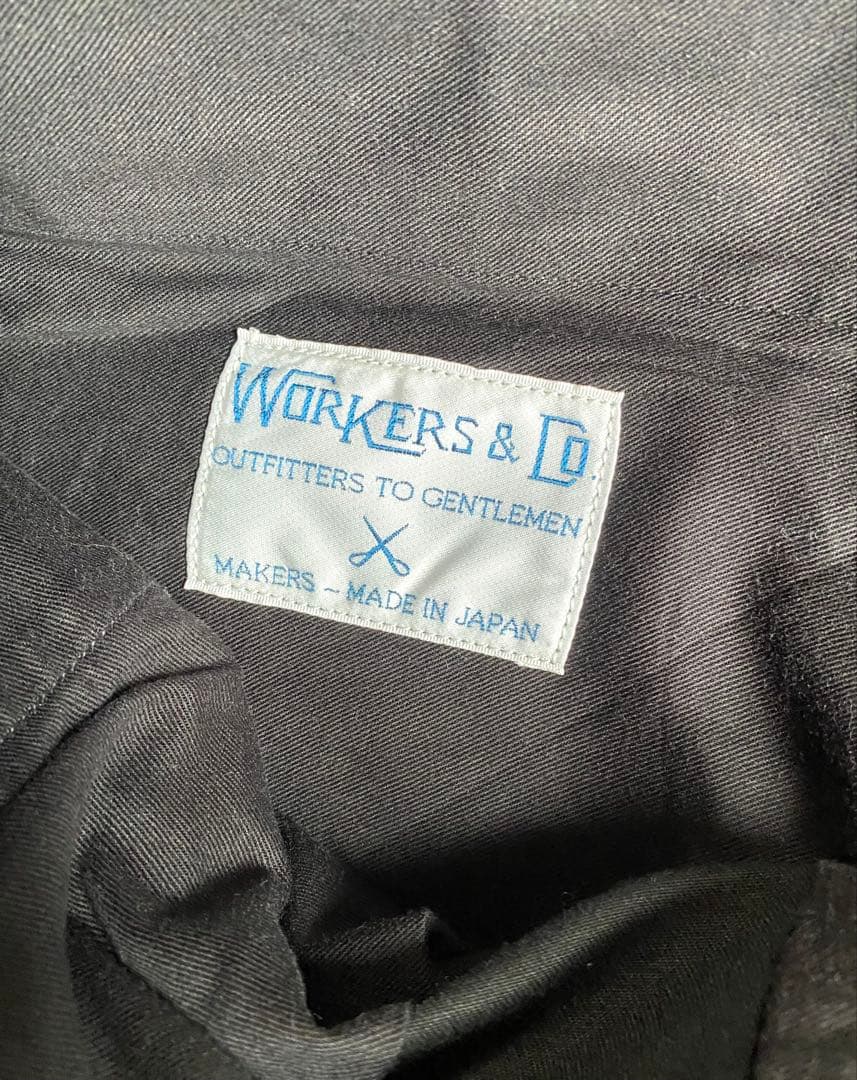 WORKERS & CO.
OUTFITTERS TO GENTLEMEN
MAKERS ~ MADE IN JAPAN